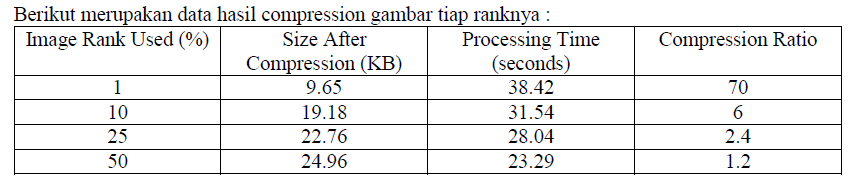 Berikut merupakan data hasil compression gambar tiap ranknya :
Image Rank Used (%) Size After Compression (KB) Processing Time (seconds) Compression Ratio
1 9.65 38.42 70
10 19.18 31.54 6
25 22.76 28.04 2.4
50 24.96 23.29 1.2